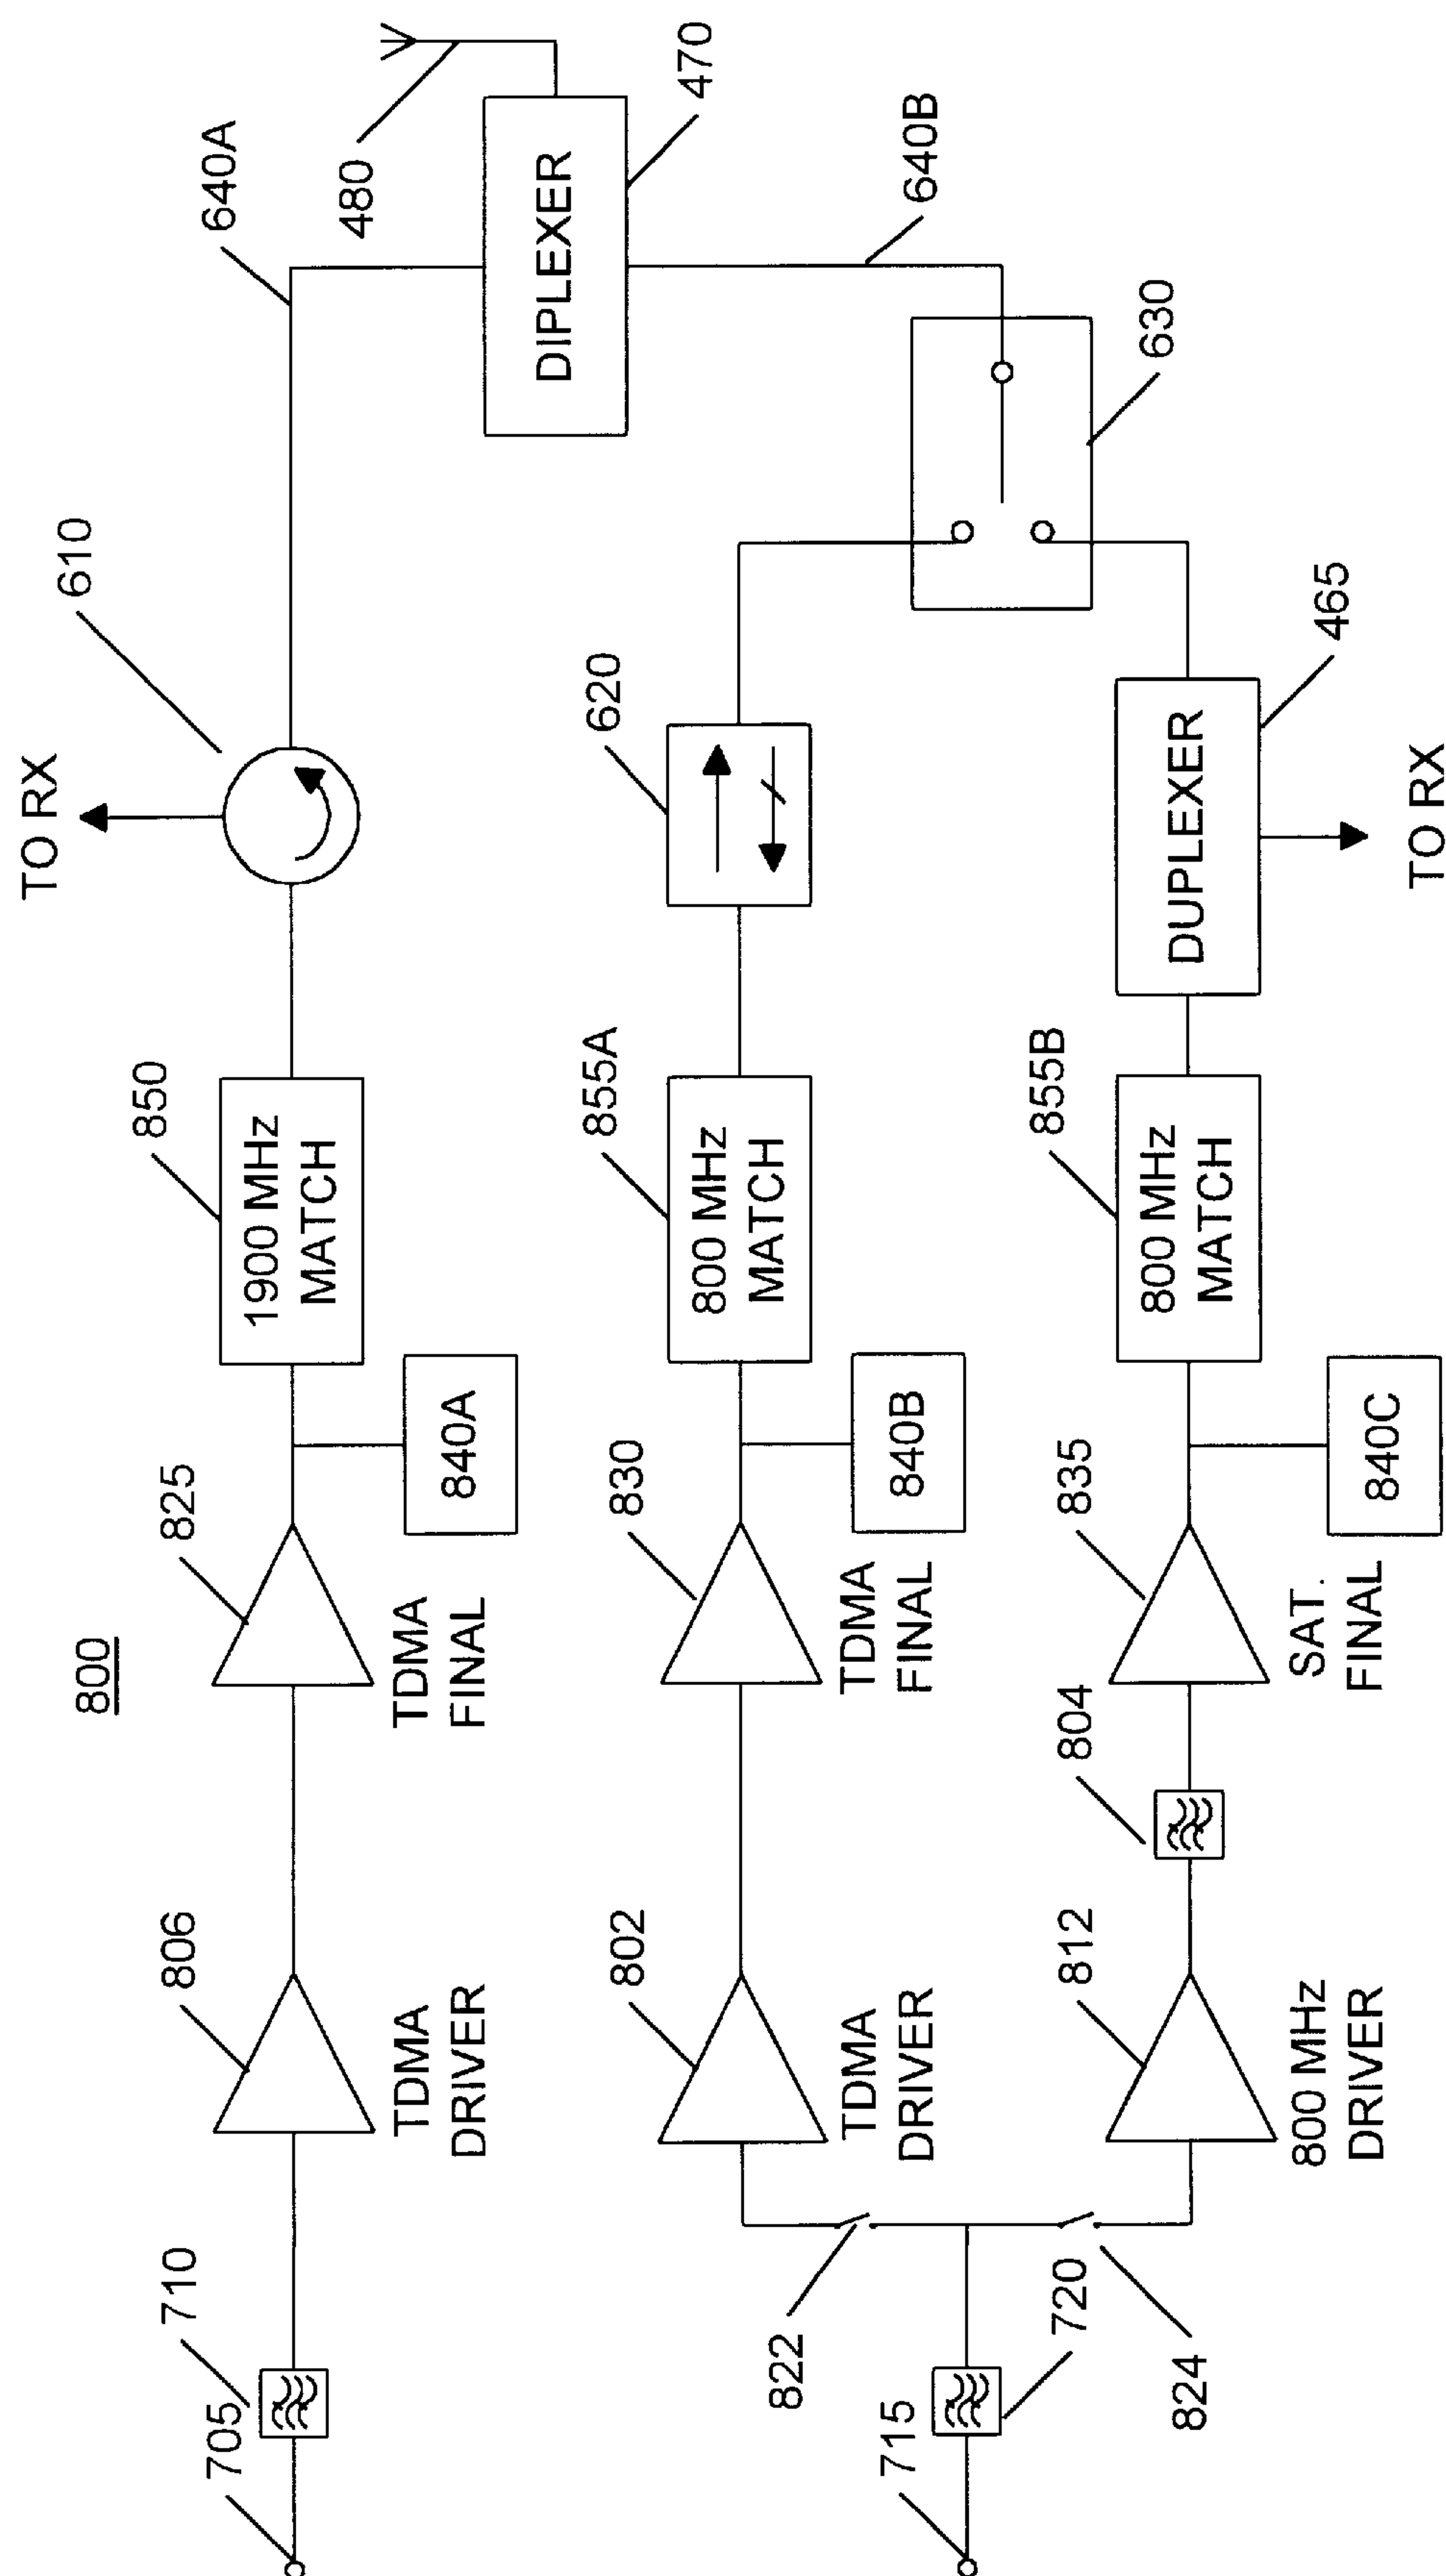 800
TO RX
610
640A
480
470
DIPLEXER
640B
850
1900 MHz
MATCH
825
840A
TDMA
FINAL
806
TDMA
DRIVER
710
705
620
630
855A
800 MHz
MATCH
830
840B
TDMA
FINAL
802
TDMA
DRIVER
822
715
720
824
465
DUPLEXER
TO RX
855B
800 MHz
MATCH
835
840C
SAT.
FINAL
804
812
800 MHz
DRIVER